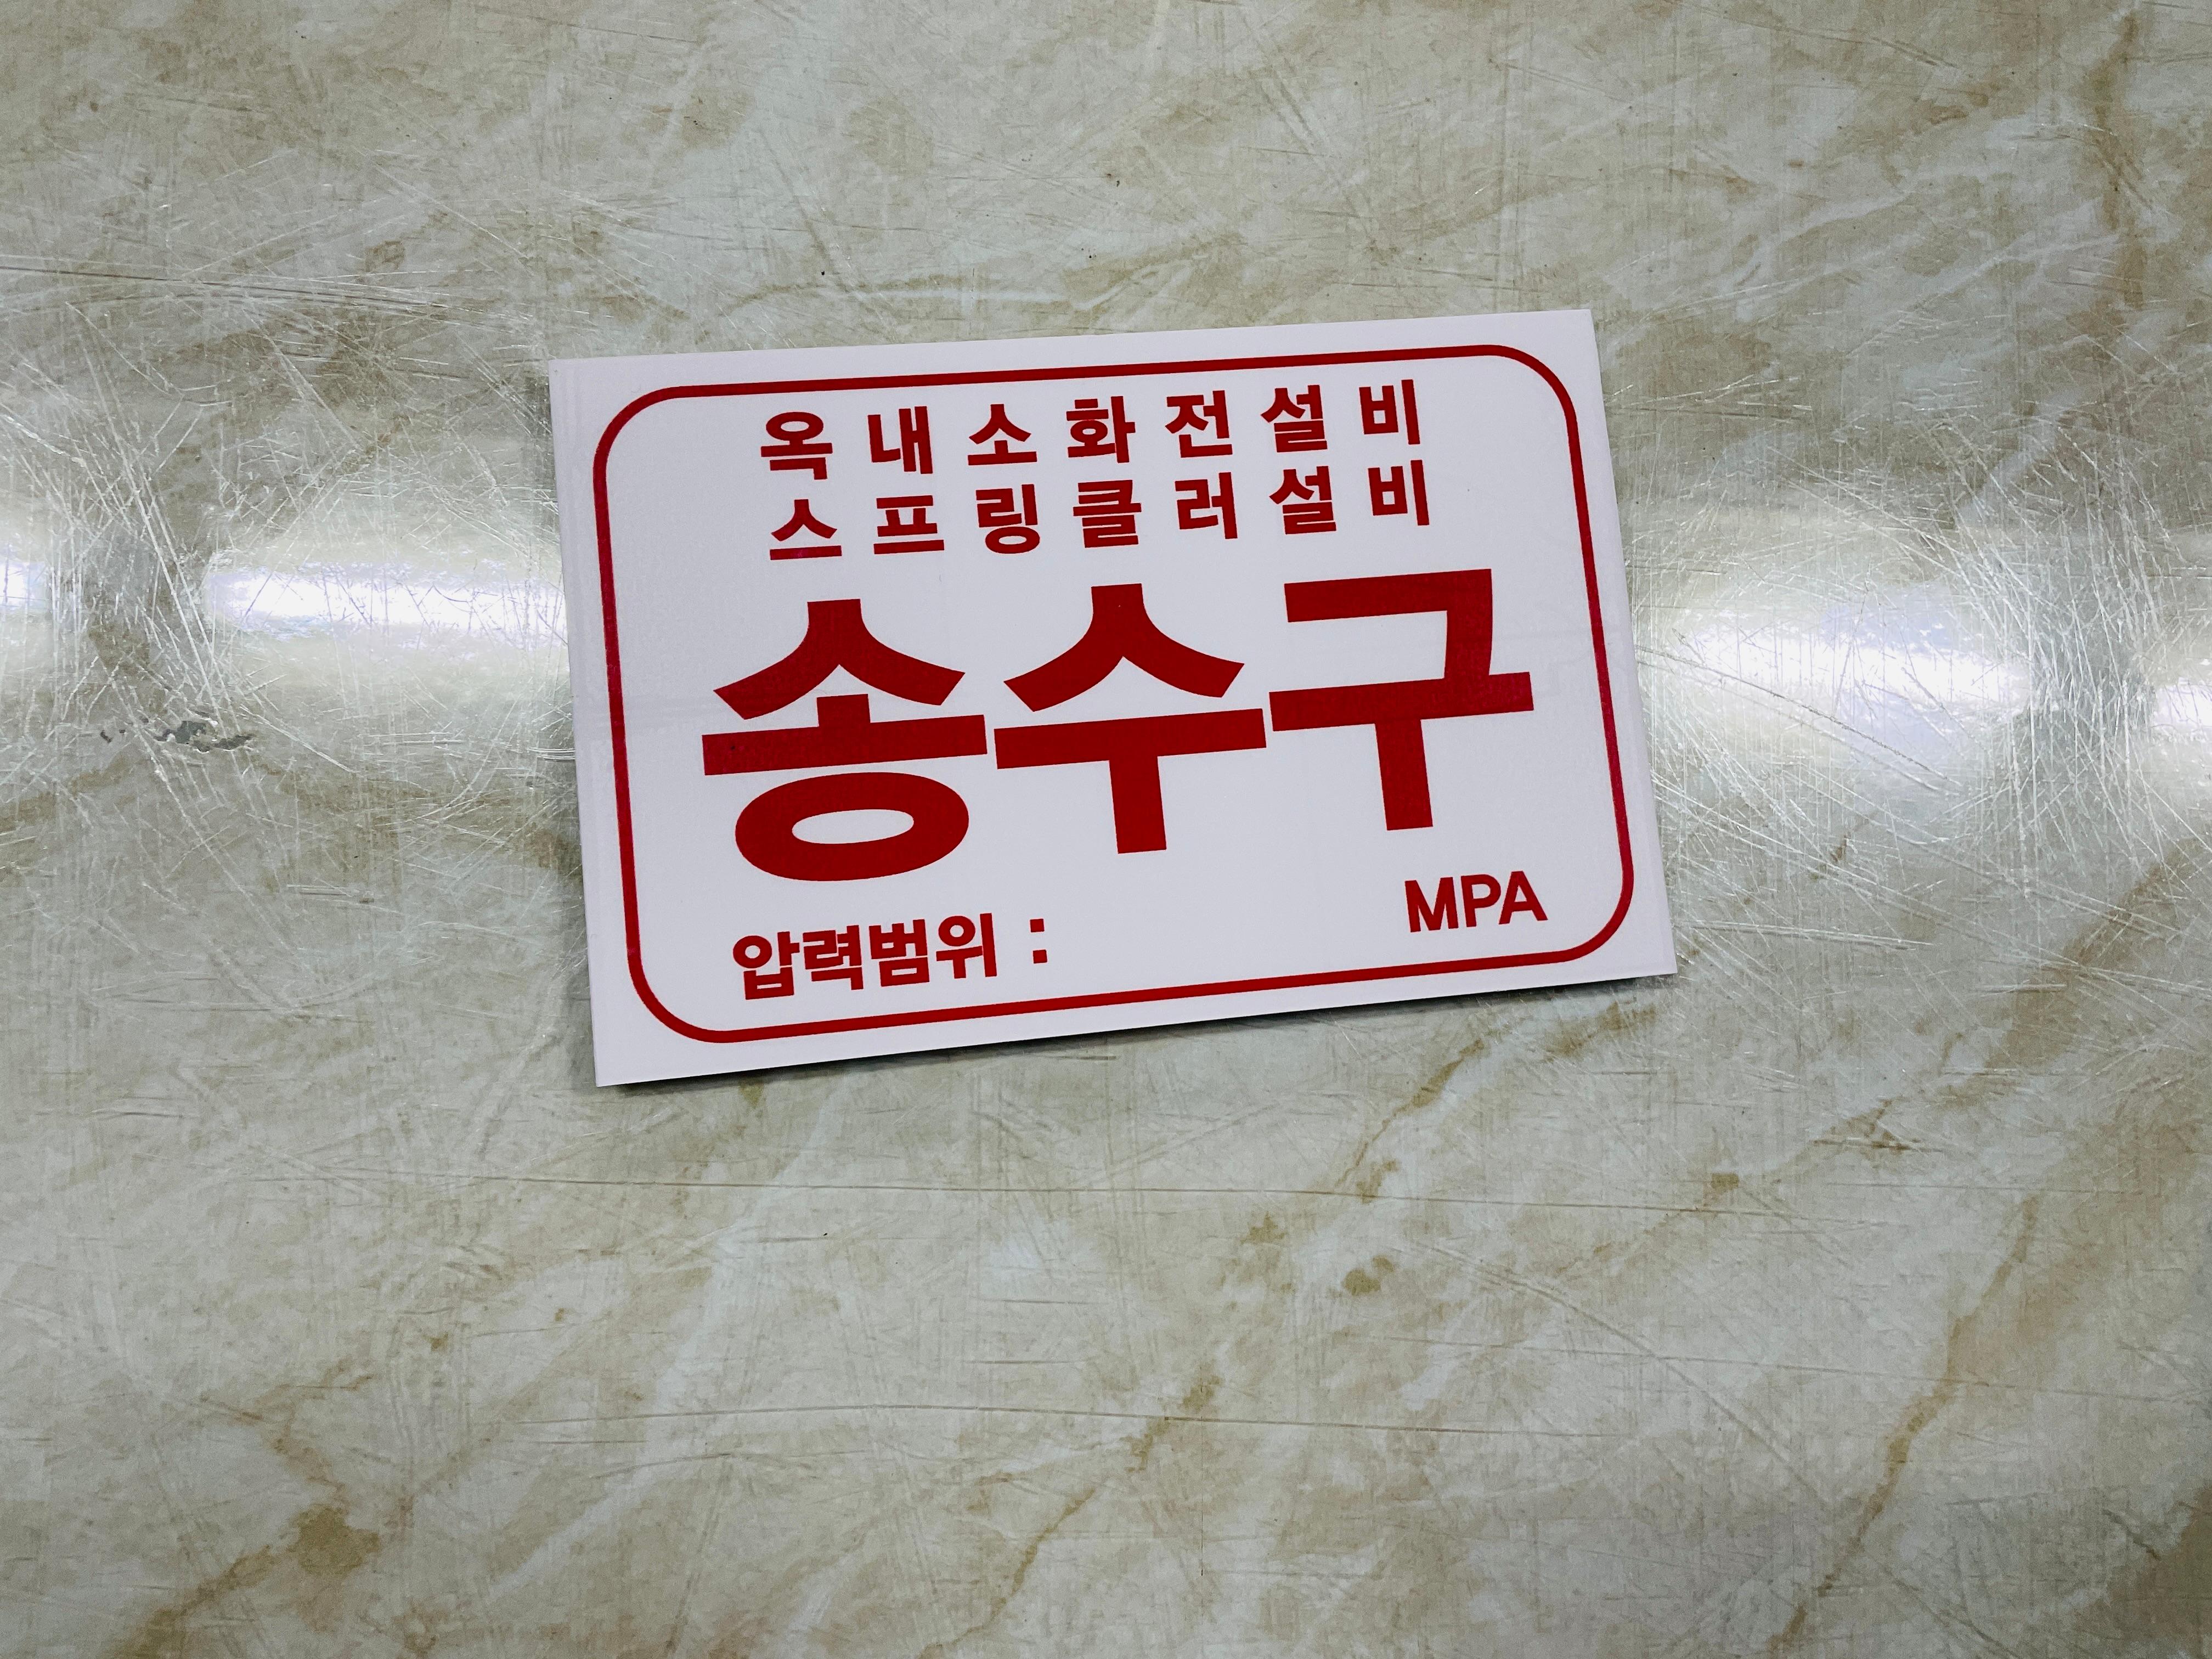 옥내소화전설비
스프링클러설비
송수구
압력범위 : MPA